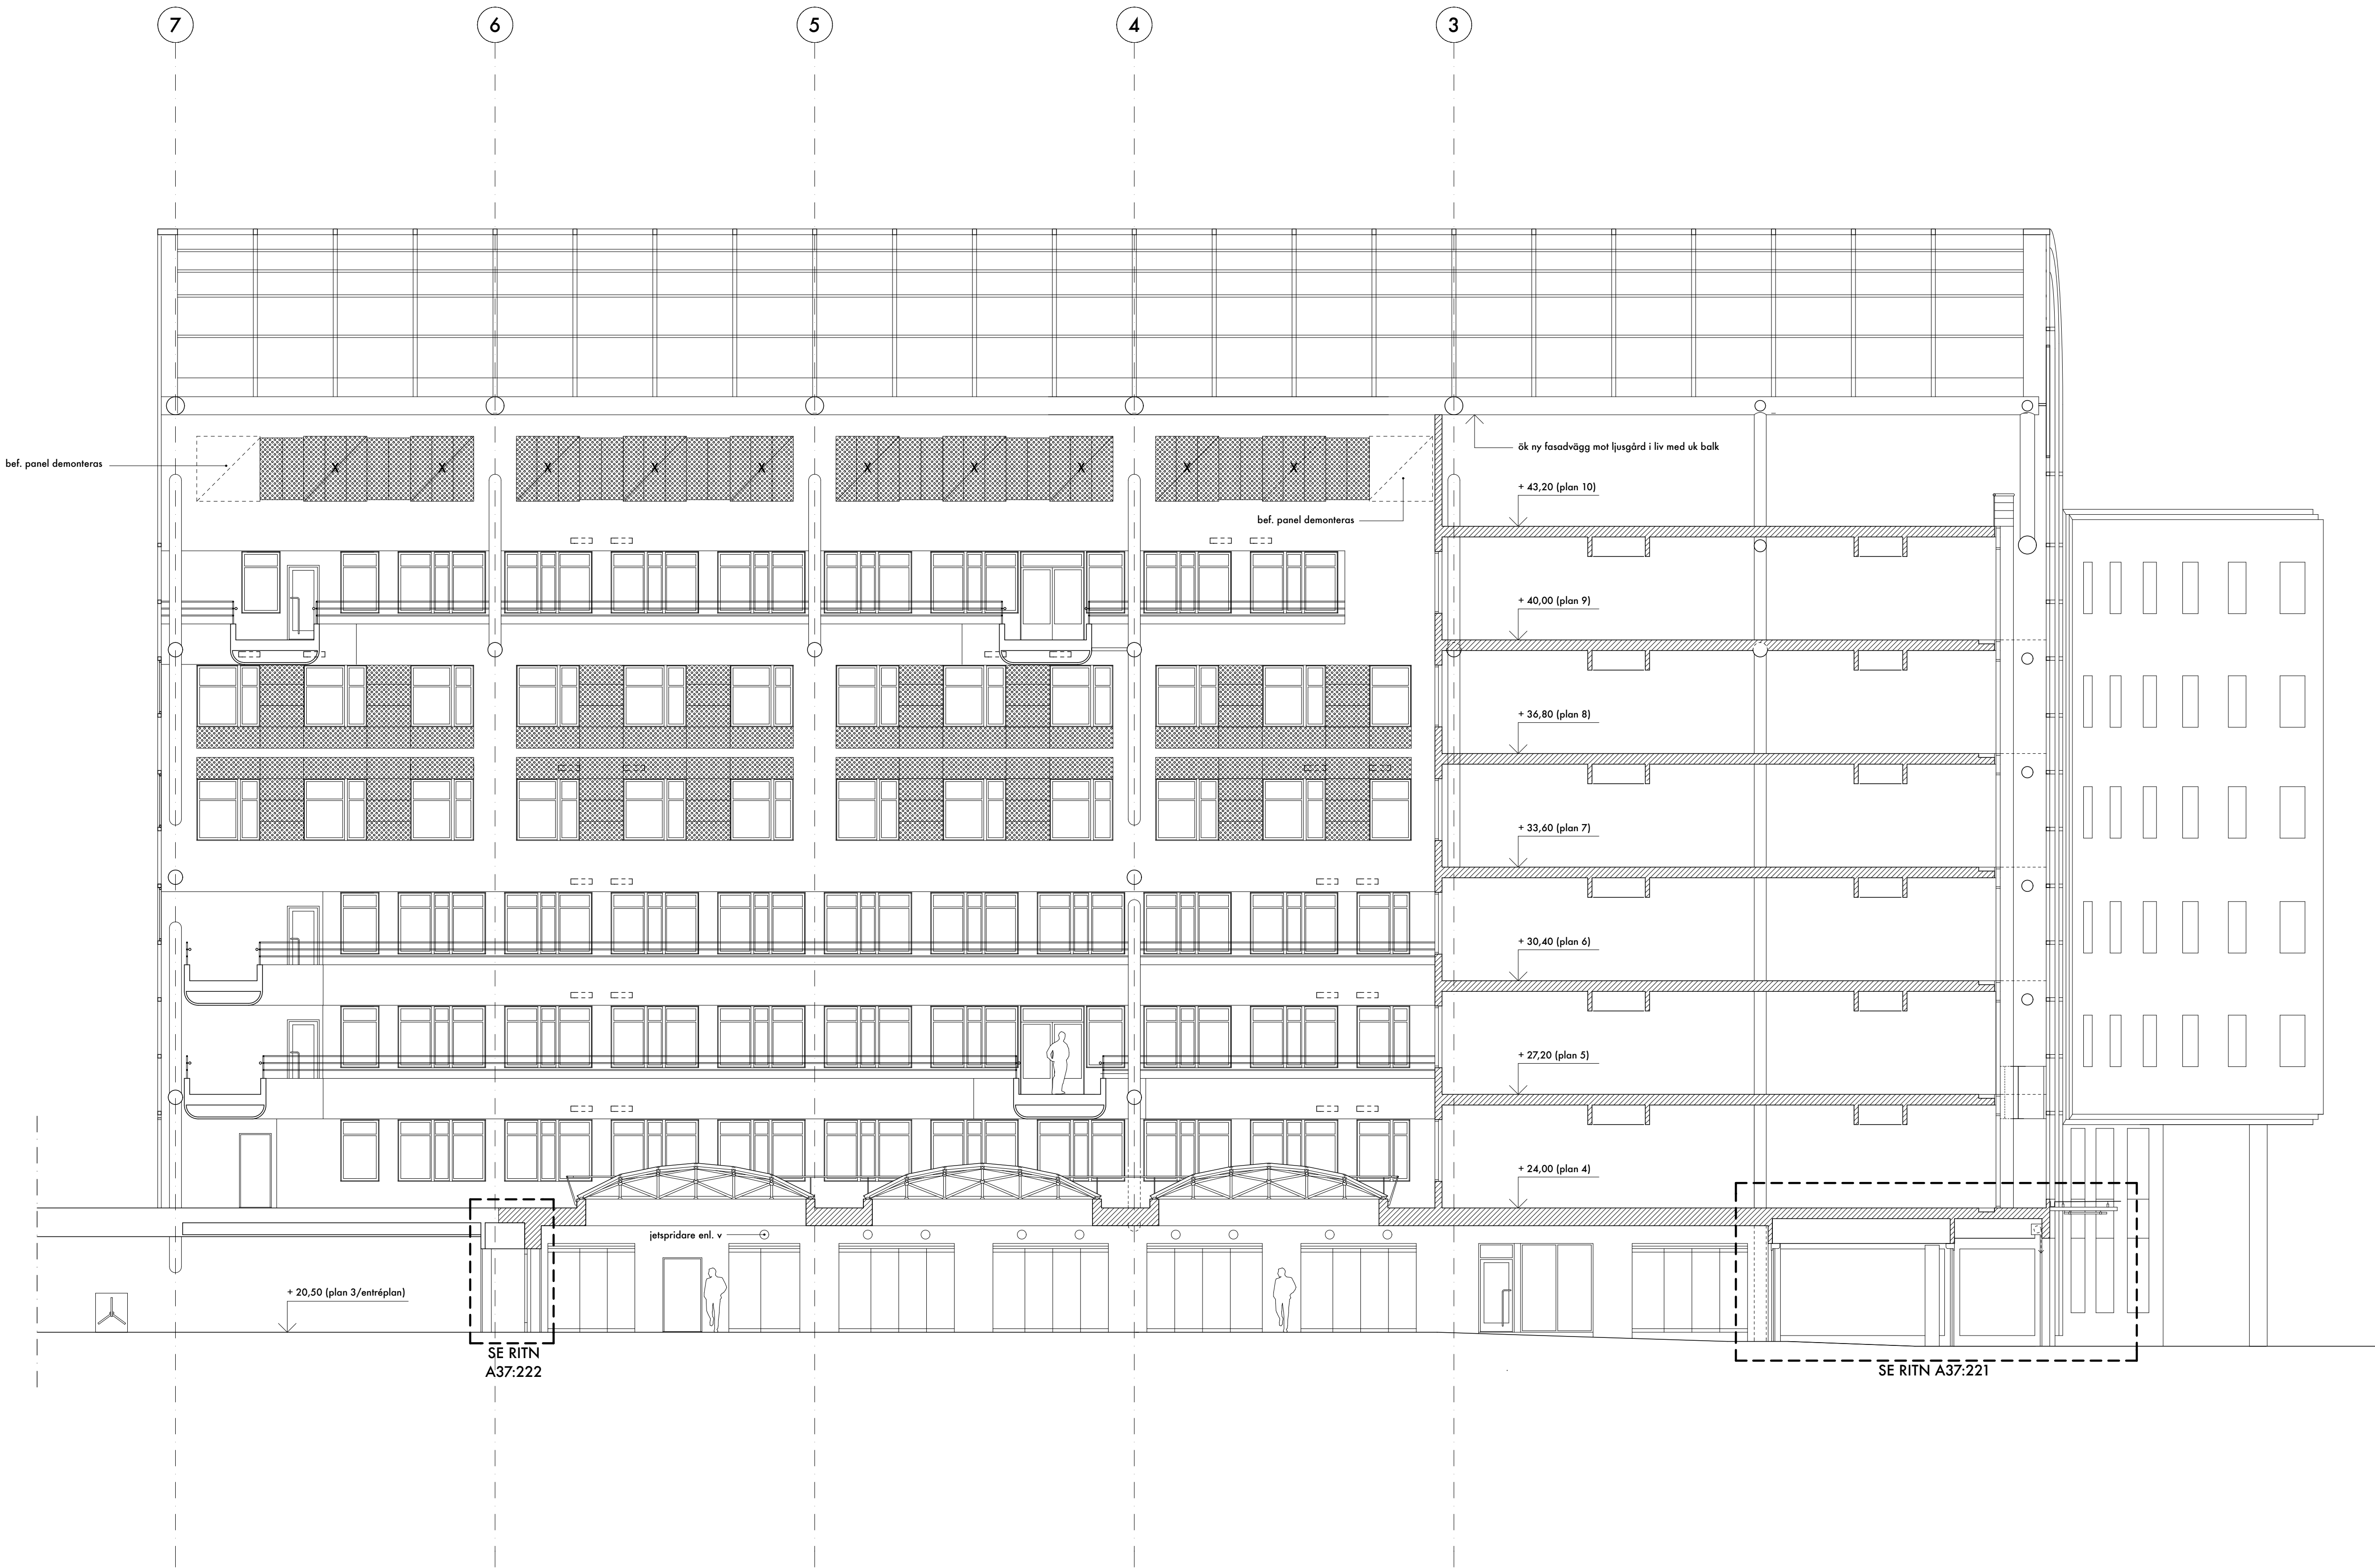 7
6
5
4
3
bef. panel demonteras
X
X
X
X
X
X
X
X
X
X
ök ny fasadvägg mot ljusgård i liv med uk balk
+ 43,20 (plan 10)
bef. panel demonteras
+ 40,00 (plan 9)
+ 36,80 (plan 8)
+ 33,60 (plan 7)
+ 30,40 (plan 6)
+ 27,20 (plan 5)
+ 24,00 (plan 4)
jetspridare enl. v
+ 20,50 (plan 3/entréplan)
SE RITN
A37:222
SE RITN A37:221